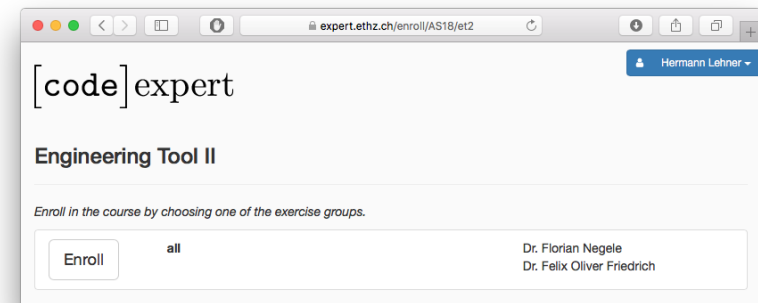 expert.ethz.ch/enroll/AS18/et2
Hermann Lehner
[code]expert
Engineering Tool II
Enroll in the course by choosing one of the exercise groups.
Enroll all Dr. Florian Negele
Dr. Felix Oliver Friedrich